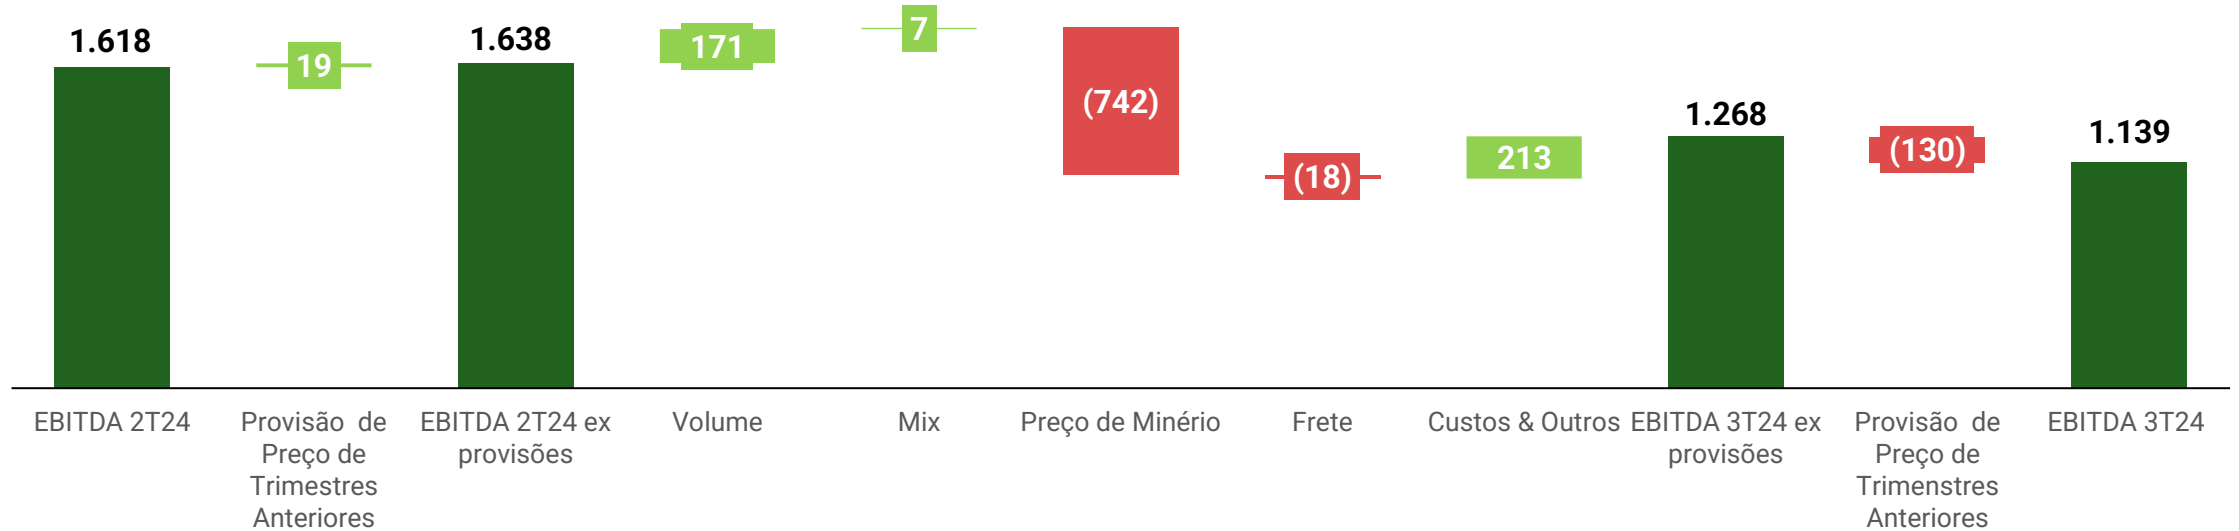 1.618
19
1.638
171
7
(742)
(18)
213
1.268
(130)
1.139
EBITDA 2T24
Provisão de
Preço de
Trimestres
Anteriores
EBITDA 2T24 ex
provisões
Volume
Mix
Preço de Minério
Frete
Custos & Outros
EBITDA 3T24 ex
provisões
Provisão de
Preço de
Trimenstres
Anteriores
EBITDA 3T24